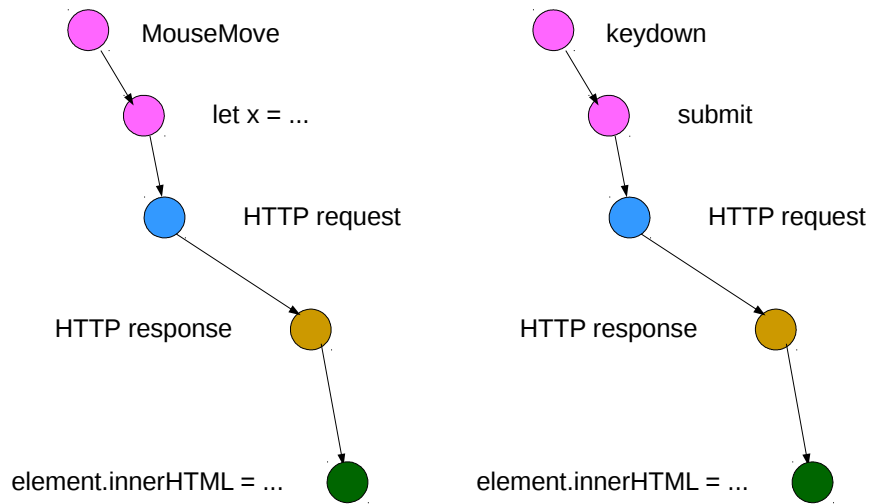 MouseMove
let x = ...
HTTP request
HTTP response
element.innerHTML = ...
keydown
submit
HTTP request
HTTP response
element.innerHTML = ...